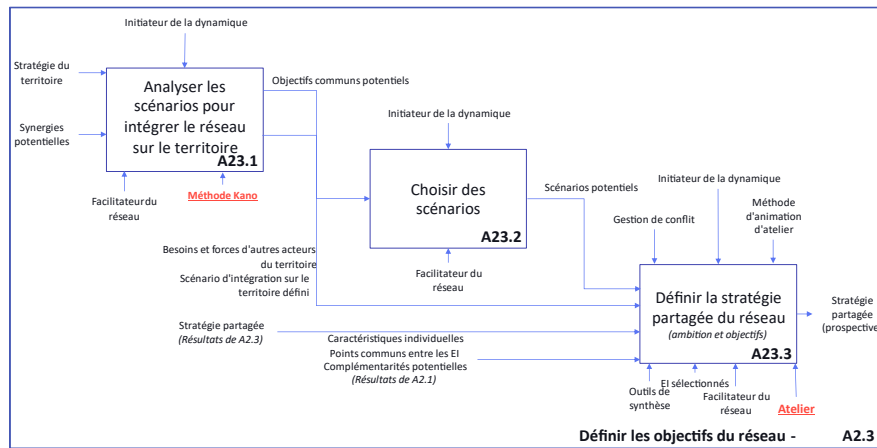 Initiateur de la dynamique
Stratégie du
territoire
Synergies
potentielles
Analyser les
scénarios pour
intégrer le réseau
sur le territoire
A23.1
Objectifs communs potentiels
Facilitateur du
réseau
Méthode Kano
Initiateur de la dynamique
Choisir des
scénarios
A23.2
Scénarios potentiels
Facilitateur du
réseau
Besoins et forces d'autres acteurs
du territoire
Scénario d'intégration sur le
territoire défini
Initiateur de la dynamique
Gestion de conflit
Méthode
d'animation
d'atelier
Stratégie partagée
(Résultats de A2.3)
Caractéristiques individuelles
Points communs entre les EI
Complémentarités potentielles
(Résultats de A2.1)
Définir la stratégie
partagée du réseau
(ambition et objectifs)
A23.3
Stratégie
partagée
(prospective
Outils de
synthèse
EI sélectionnés
Facilitateur du
réseau
Atelier
Définir les objectifs du réseau - A2.3